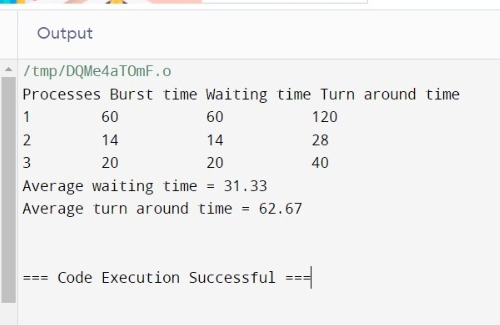 Output
/tmp/DQMe4aTOmF.o
Processes Burst time Waiting time Turn around time
1 60 60 120
2 14 14 28
3 20 20 40
Average waiting time = 31.33
Average turn around time = 62.67
=== Code Execution Successful ===